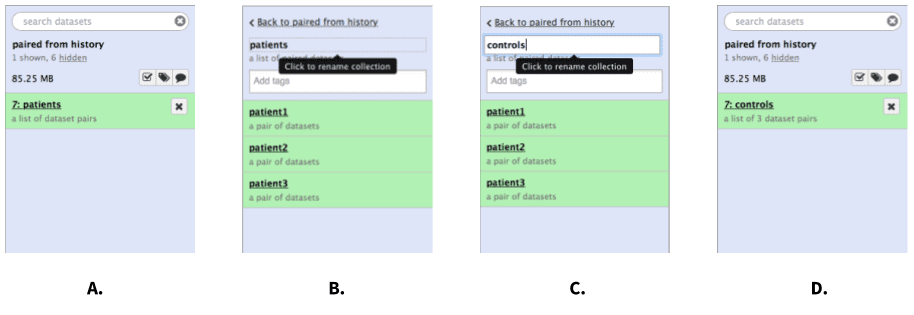 search datasets
paired from history
1 shown, 6 hidden
85.25 MB
7: patients
a list of dataset pairs
A.
Back to paired from history
patients
a list of paired datasets
Click to rename collection
Add tags
patient1
a pair of datasets
patient2
a pair of datasets
patient3
a pair of datasets
B.
Back to paired from history
controls
a list of paired datasets
Click to rename collection
Add tags
patient1
a pair of datasets
patient2
a pair of datasets
patient3
a pair of datasets
C.
search datasets
paired from history
1 shown, 6 hidden
85.25 MB
7: controls
a list of 3 dataset pairs
D.